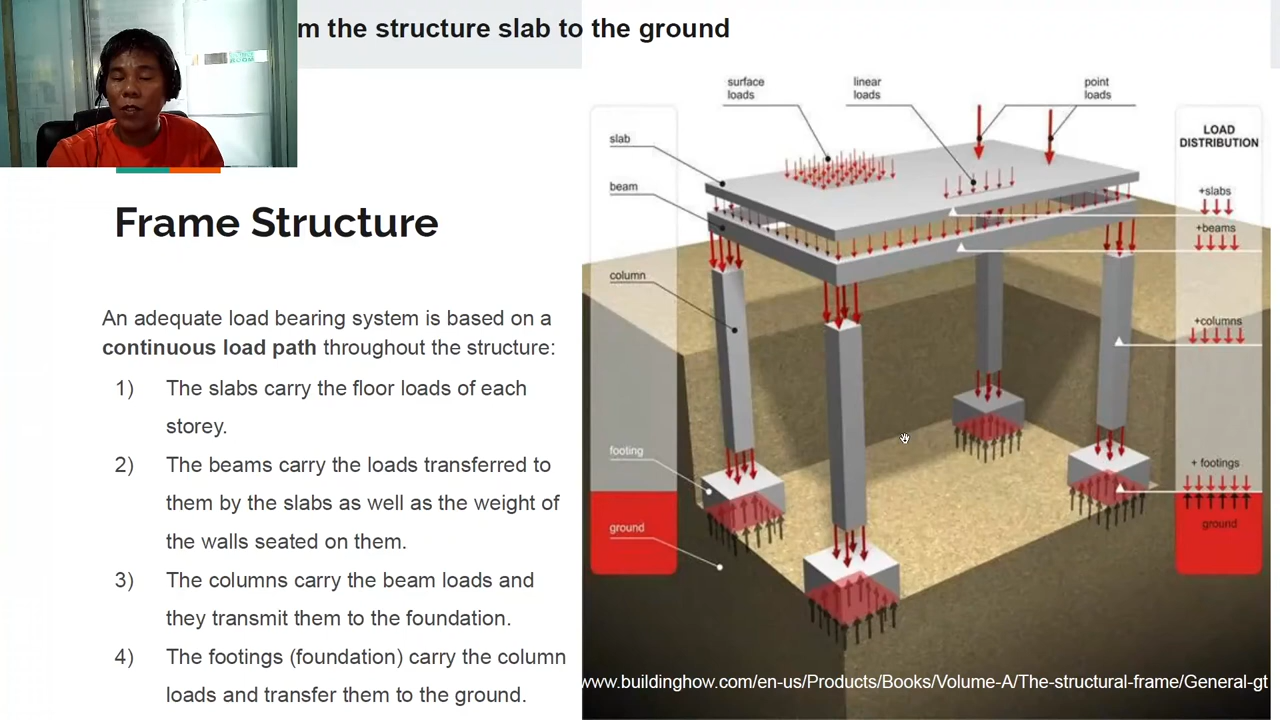 m the structure slab to the ground
Frame Structure
An adequate load bearing system is based on a
continuous load path throughout the structure:
1) The slabs carry the floor loads of each
storey.
2) The beams carry the loads transferred to
them by the slabs as well as the weight of
the walls seated on them.
3) The columns carry the beam loads and
they transmit them to the foundation.
4) The footings (foundation) carry the column
loads and transfer them to the ground.
surface
loads
linear
loads
point
loads
slab
beam
column
footing
ground
LOAD
DISTRIBUTION
+slabs
+beams
+columns
+ footings
ground
www.buildinghow.com/en-us/Products/Books/Volume-A/The-structural-frame/General-gt